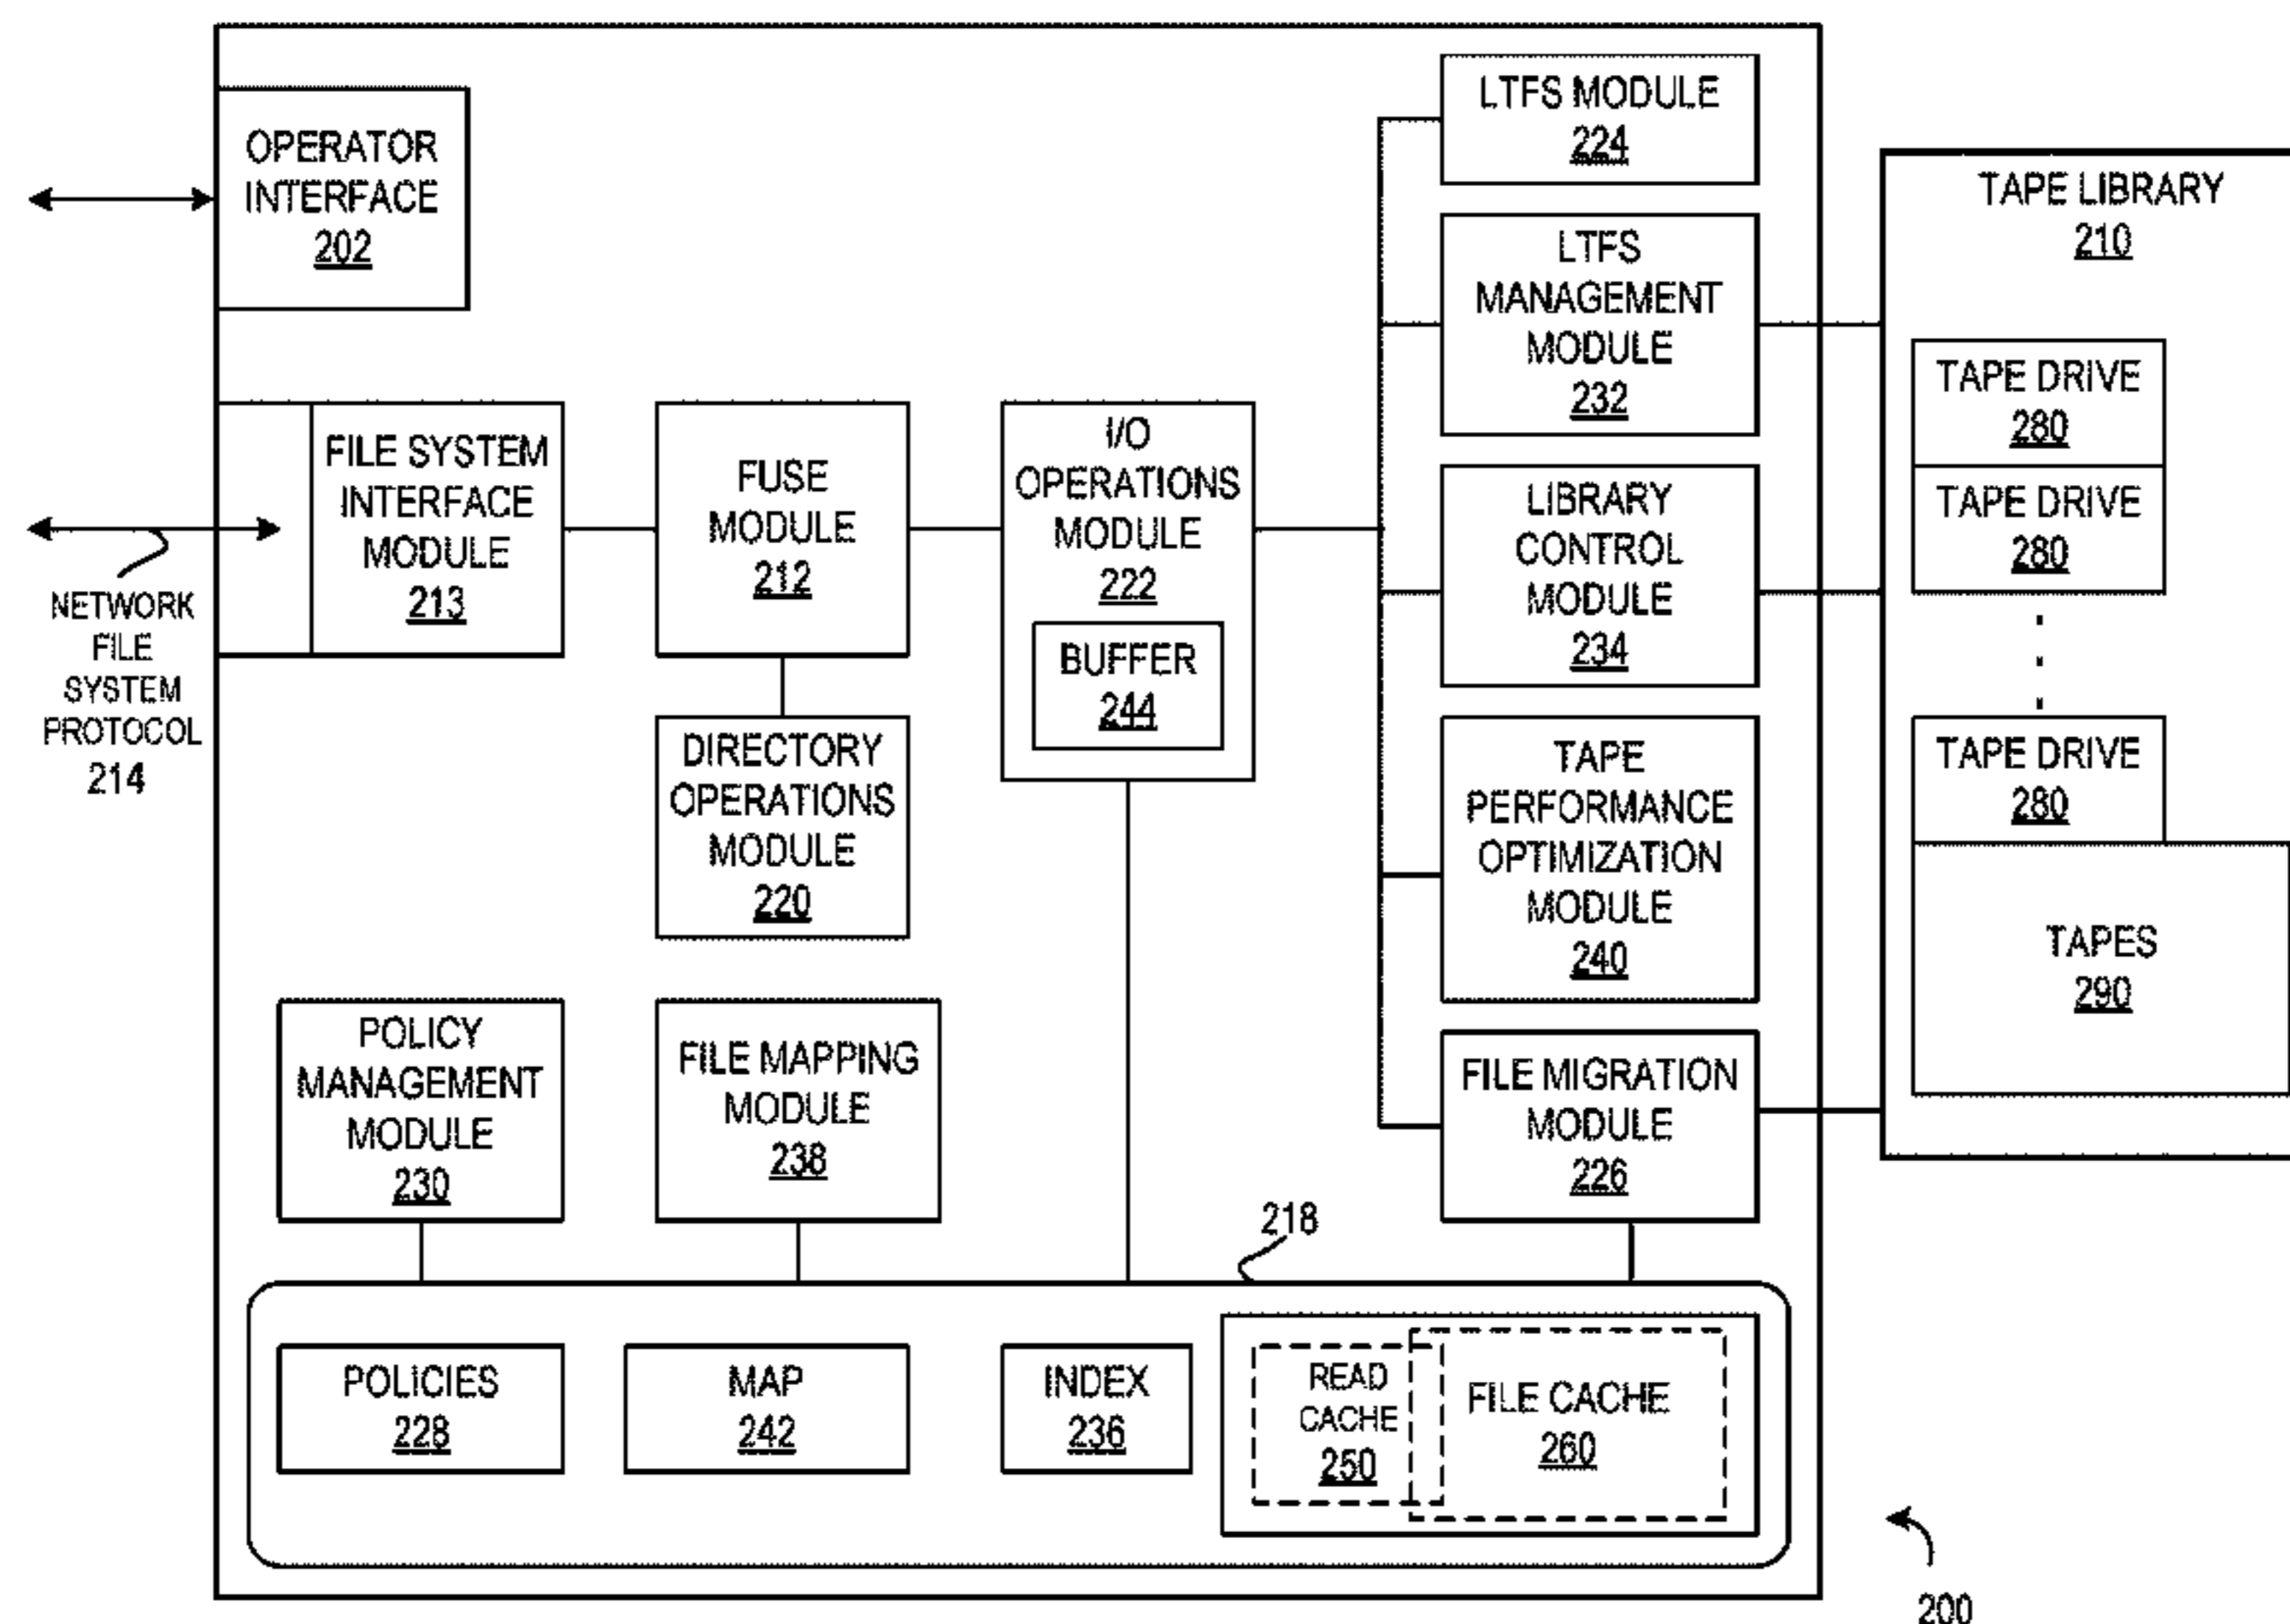 OPERATOR
INTERFACE
202
FILE SYSTEM
INTERFACE
MODULE
213
NETWORK
FILE
SYSTEM
PROTOCOL
214
FUSE
MODULE
212
DIRECTORY
OPERATIONS
MODULE
220
I/O
OPERATIONS
MODULE
222
BUFFER
244
LTFS MODULE
224
LTFS
MANAGEMENT
MODULE
232
LIBRARY
CONTROL
MODULE
234
TAPE
PERFORMANCE
OPTIMIZATION
MODULE
240
FILE MIGRATION
MODULE
226
TAPE LIBRARY
210
TAPE DRIVE
280
TAPE DRIVE
280
TAPE DRIVE
280
TAPES
290
POLICY
MANAGEMENT
MODULE
230
FILE MAPPING
MODULE
238
218
POLICIES
228
MAP
242
INDEX
236
READ
CACHE
250
FILE CACHE
260
200